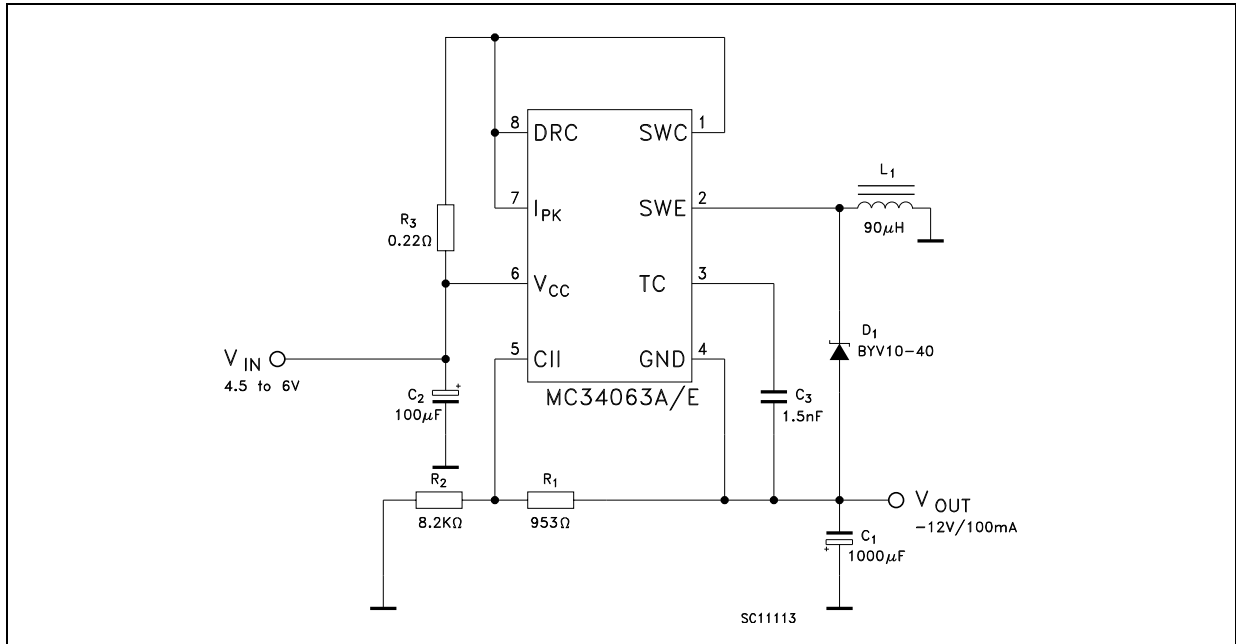 8 DRC SWC 1
7 I_PK SWE 2
L_1
90μH
R_3
0.22Ω
6 V_CC TC 3
V_IN
4.5 to 6V
5 CII GND 4
D_1
BYV10-40
MC34063A/E
C_2
100μF
+
C_3
1.5nF
R_2
8.2KΩ
R_1
953Ω
V_OUT
-12V/100mA
C_1
1000μF
+
SC11113